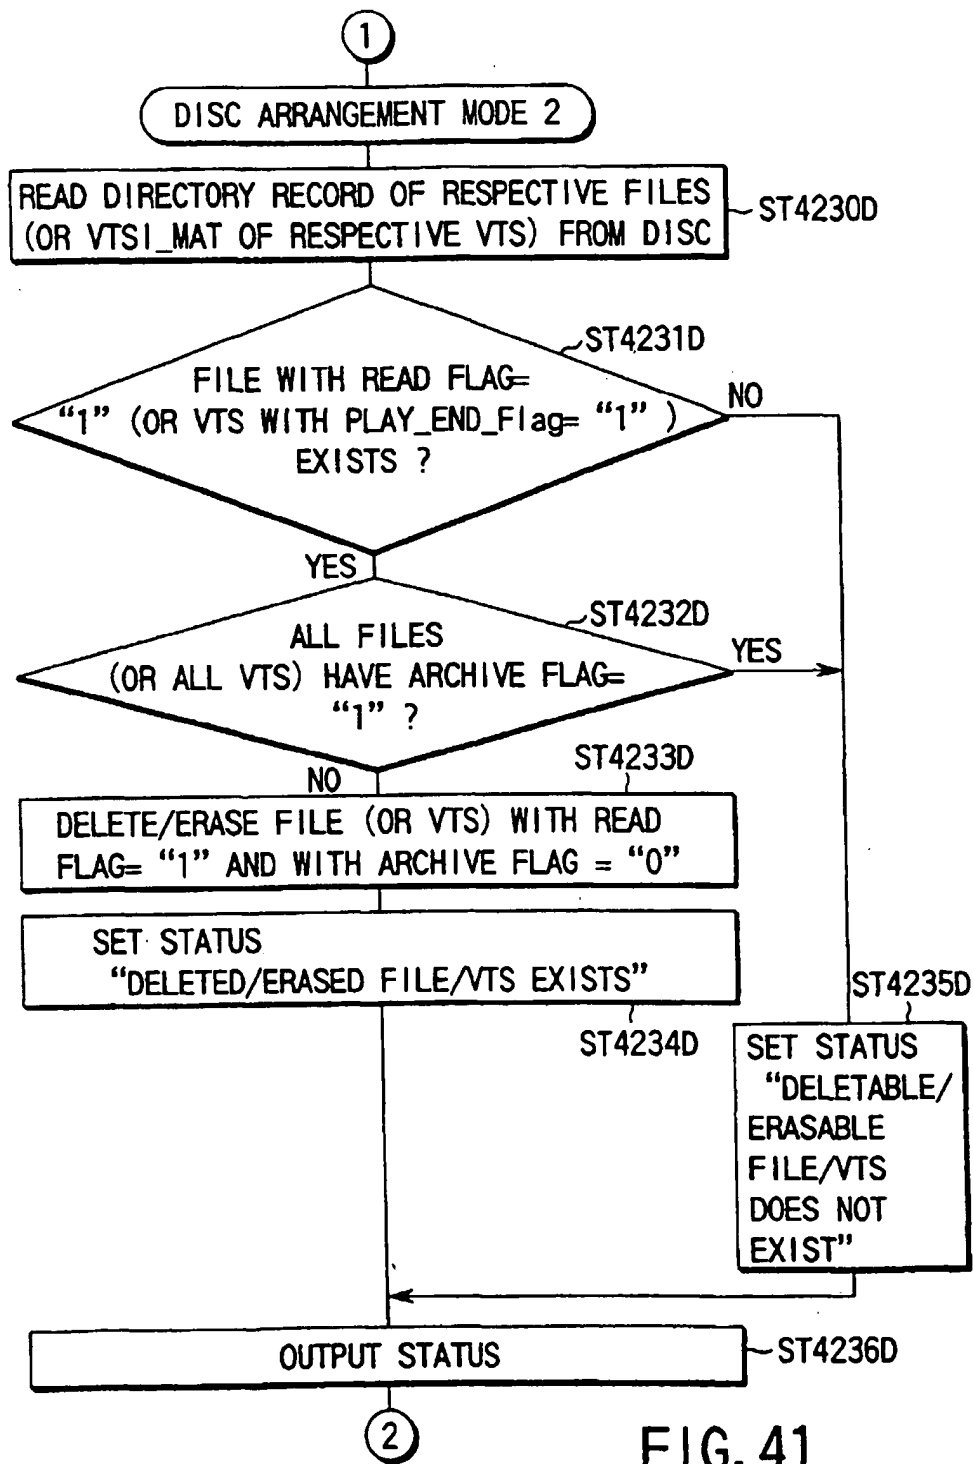 1
DISC ARRANGEMENT MODE 2
READ DIRECTORY RECORD OF RESPECTIVE FILES
(OR VTSI_MAT OF RESPECTIVE VTS) FROM DISC
ST4230D
ST4231D
FILE WITH READ FLAG=
“1” (OR VTS WITH PLAY_END_Flag= “1” )
EXISTS ?
NO
YES
ST4232D
ALL FILES
(OR ALL VTS) HAVE ARCHIVE FLAG=
“1” ?
YES
NO
ST4233D
DELETE/ERASE FILE (OR VTS) WITH READ
FLAG= “1” AND WITH ARCHIVE FLAG = “0”
SET STATUS
“DELETED/ERASED FILE/VTS EXISTS”
ST4234D
ST4235D
SET STATUS
“DELETABLE/
ERASABLE
FILE/VTS
DOES NOT
EXIST”
OUTPUT STATUS
ST4236D
2
FIG. 41